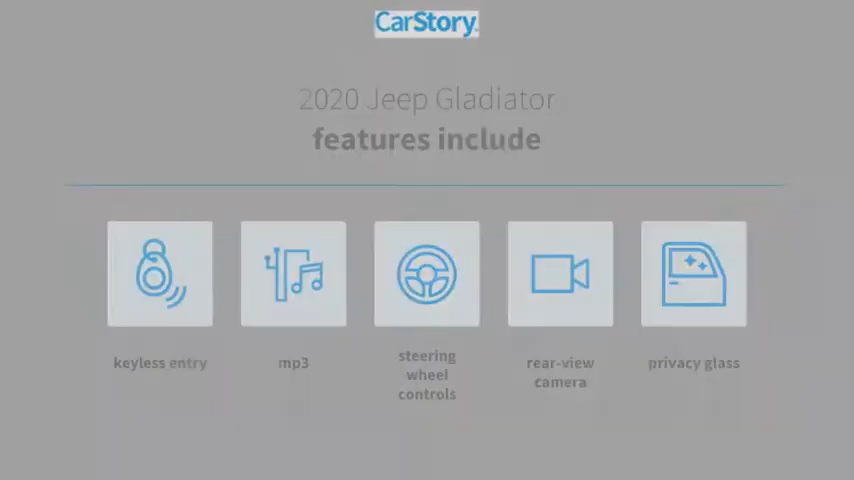 CarStory.
2020 Jeep Gladiator
features include
keyless entry
mp3
steering
wheel
controls
rear-view
camera
privacy glass